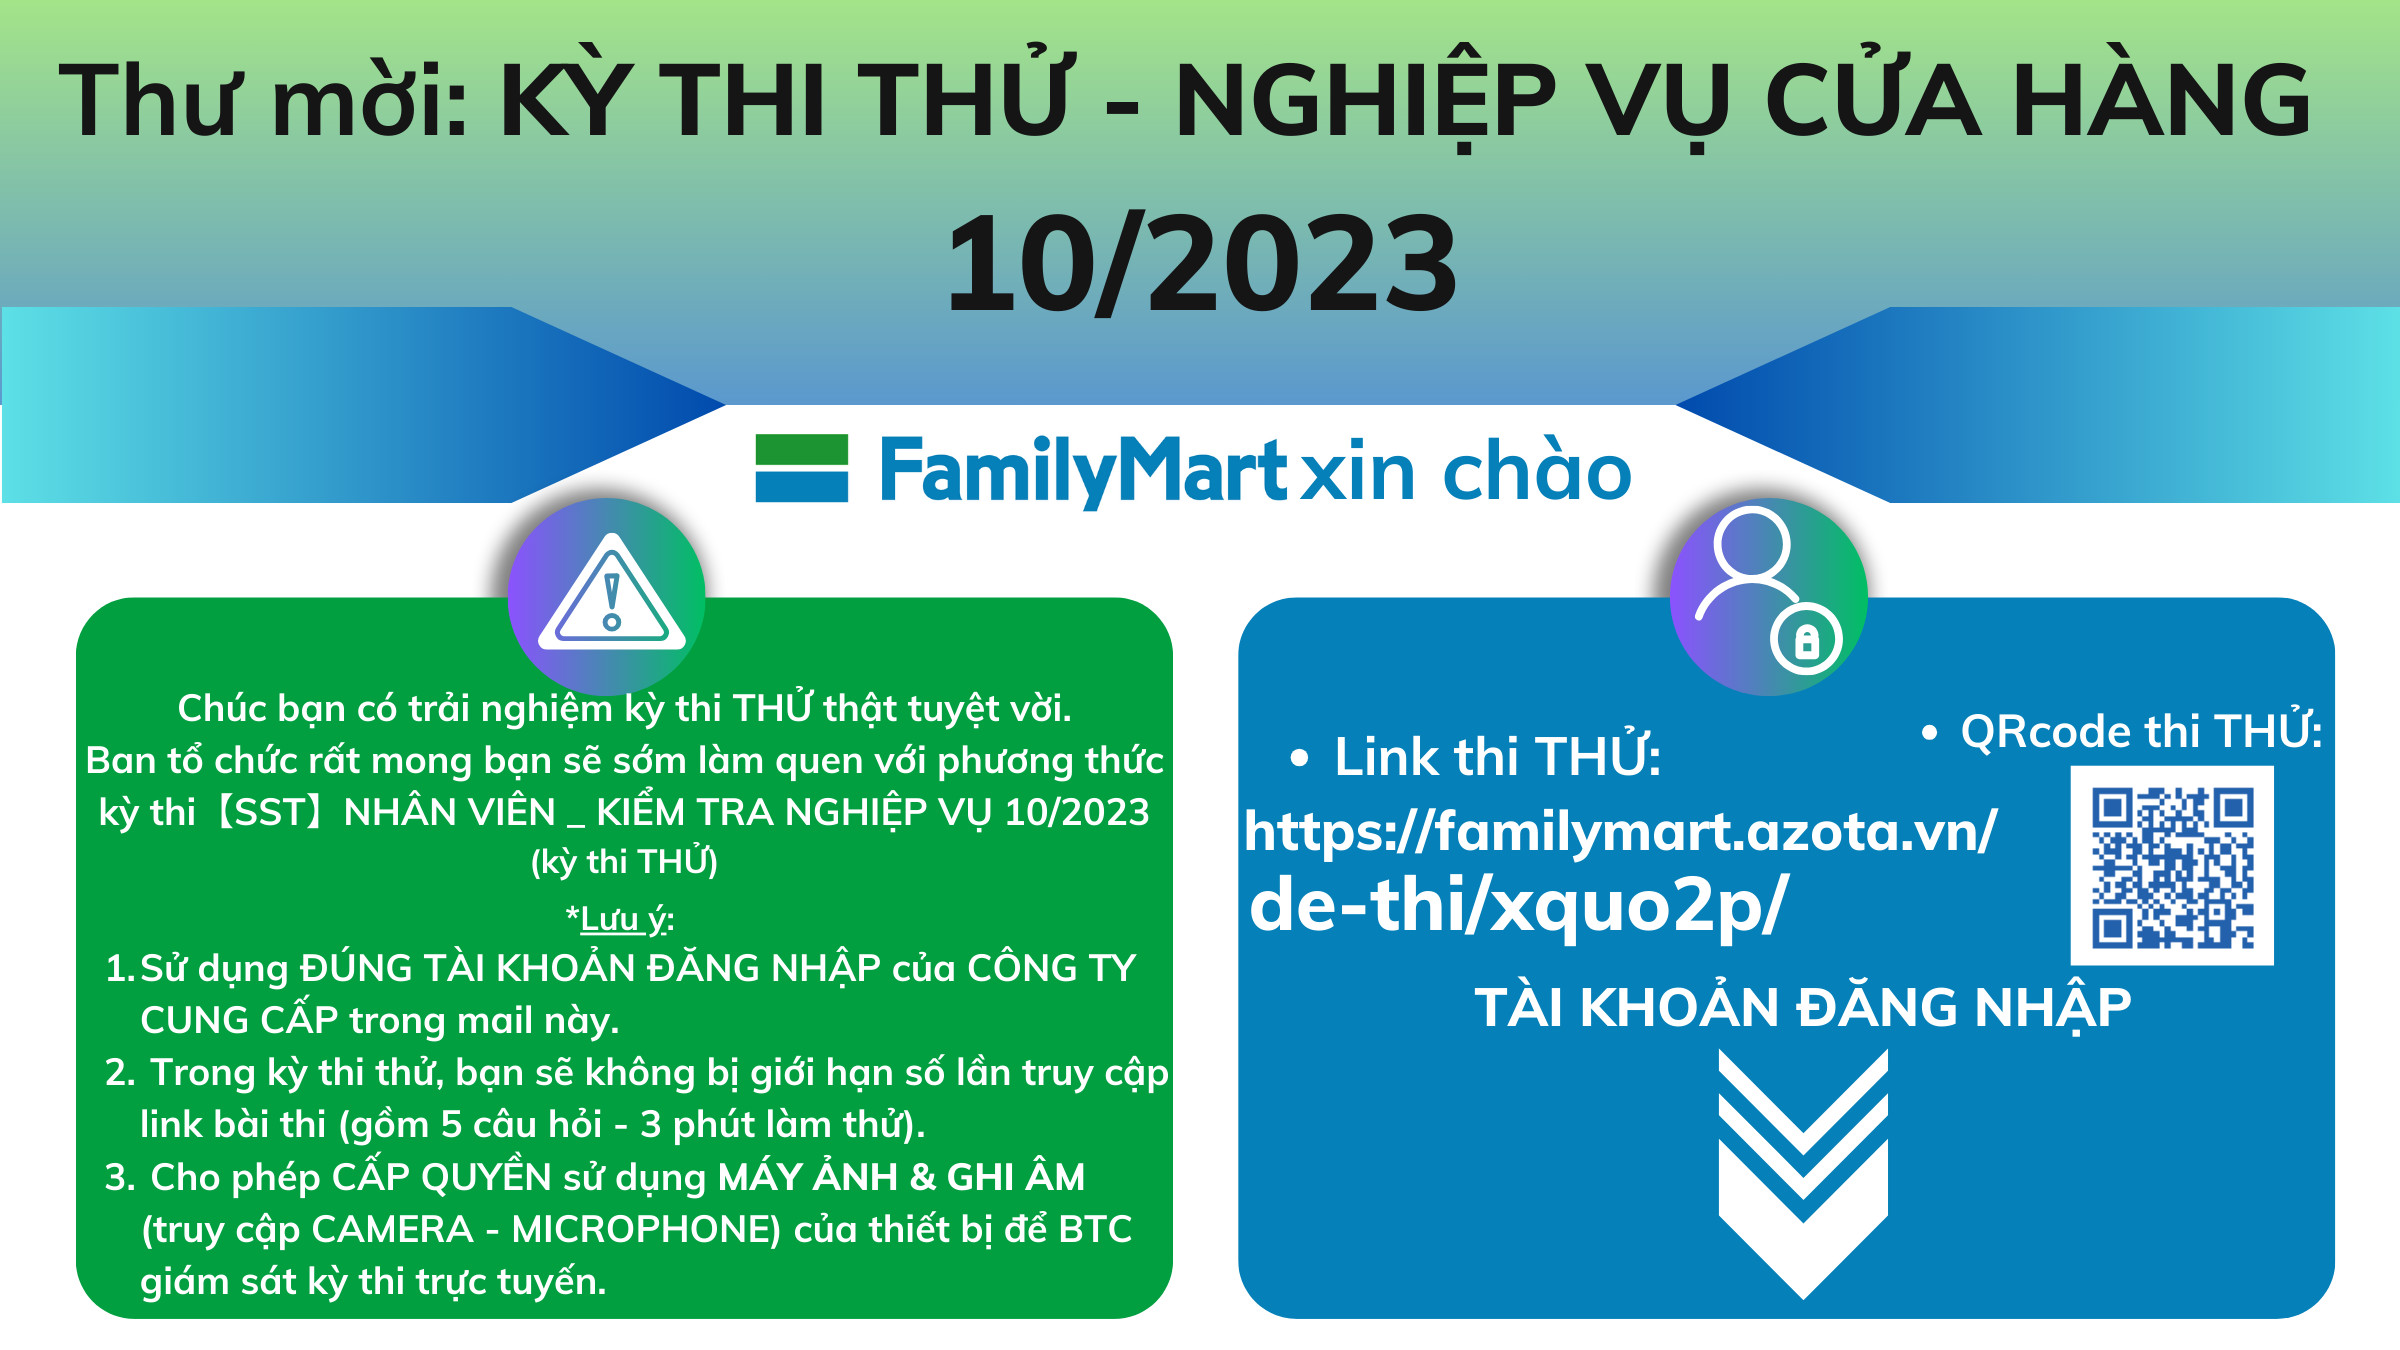 Thư mời: KỲ THI THỬ - NGHIỆP VỤ CỬA HÀNG
10/2023
FamilyMart xin chào
Chúc bạn có trải nghiệm kỳ thi THỬ thật tuyệt vời.
Ban tổ chức rất mong bạn sẽ sớm làm quen với phương thức
kỳ thi【SST】NHÂN VIÊN _ KIỂM TRA NGHIỆP VỤ 10/2023
(kỳ thi THỬ)
*Lưu ý:
1. Sử dụng ĐÚNG TÀI KHOẢN ĐĂNG NHẬP của CÔNG TY
CUNG CẤP trong mail này.
2. Trong kỳ thi thử, bạn sẽ không bị giới hạn số lần truy cập
link bài thi (gồm 5 câu hỏi - 3 phút làm thử).
3. Cho phép CẤP QUYỀN sử dụng MÁY ẢNH & GHI ÂM
(truy cập CAMERA - MICROPHONE) của thiết bị để BTC
giám sát kỳ thi trực tuyến.
• Link thi THỬ:
https://familymart.azota.vn/
de-thi/xquo2p/
• QRcode thi THỬ:
TÀI KHOẢN ĐĂNG NHẬP